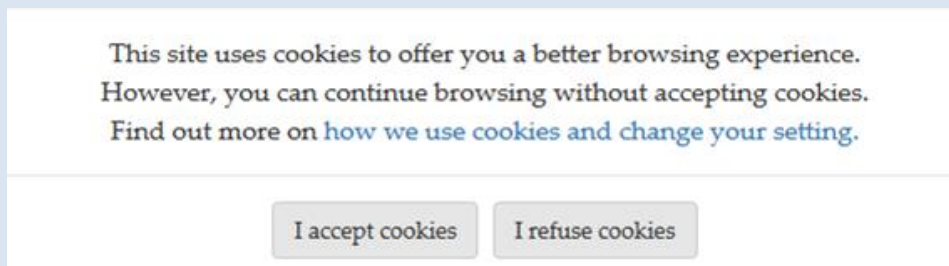 This site uses cookies to offer you a better browsing experience.
However, you can continue browsing without accepting cookies.
Find out more on how we use cookies and change your setting.
I accept cookies
I refuse cookies